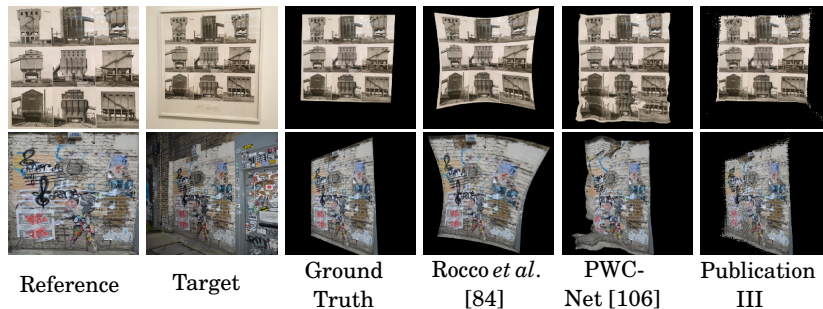 Reference
Target
Ground
Truth
Rocco et al.
[84]
PWC-
Net [106]
Publication
III